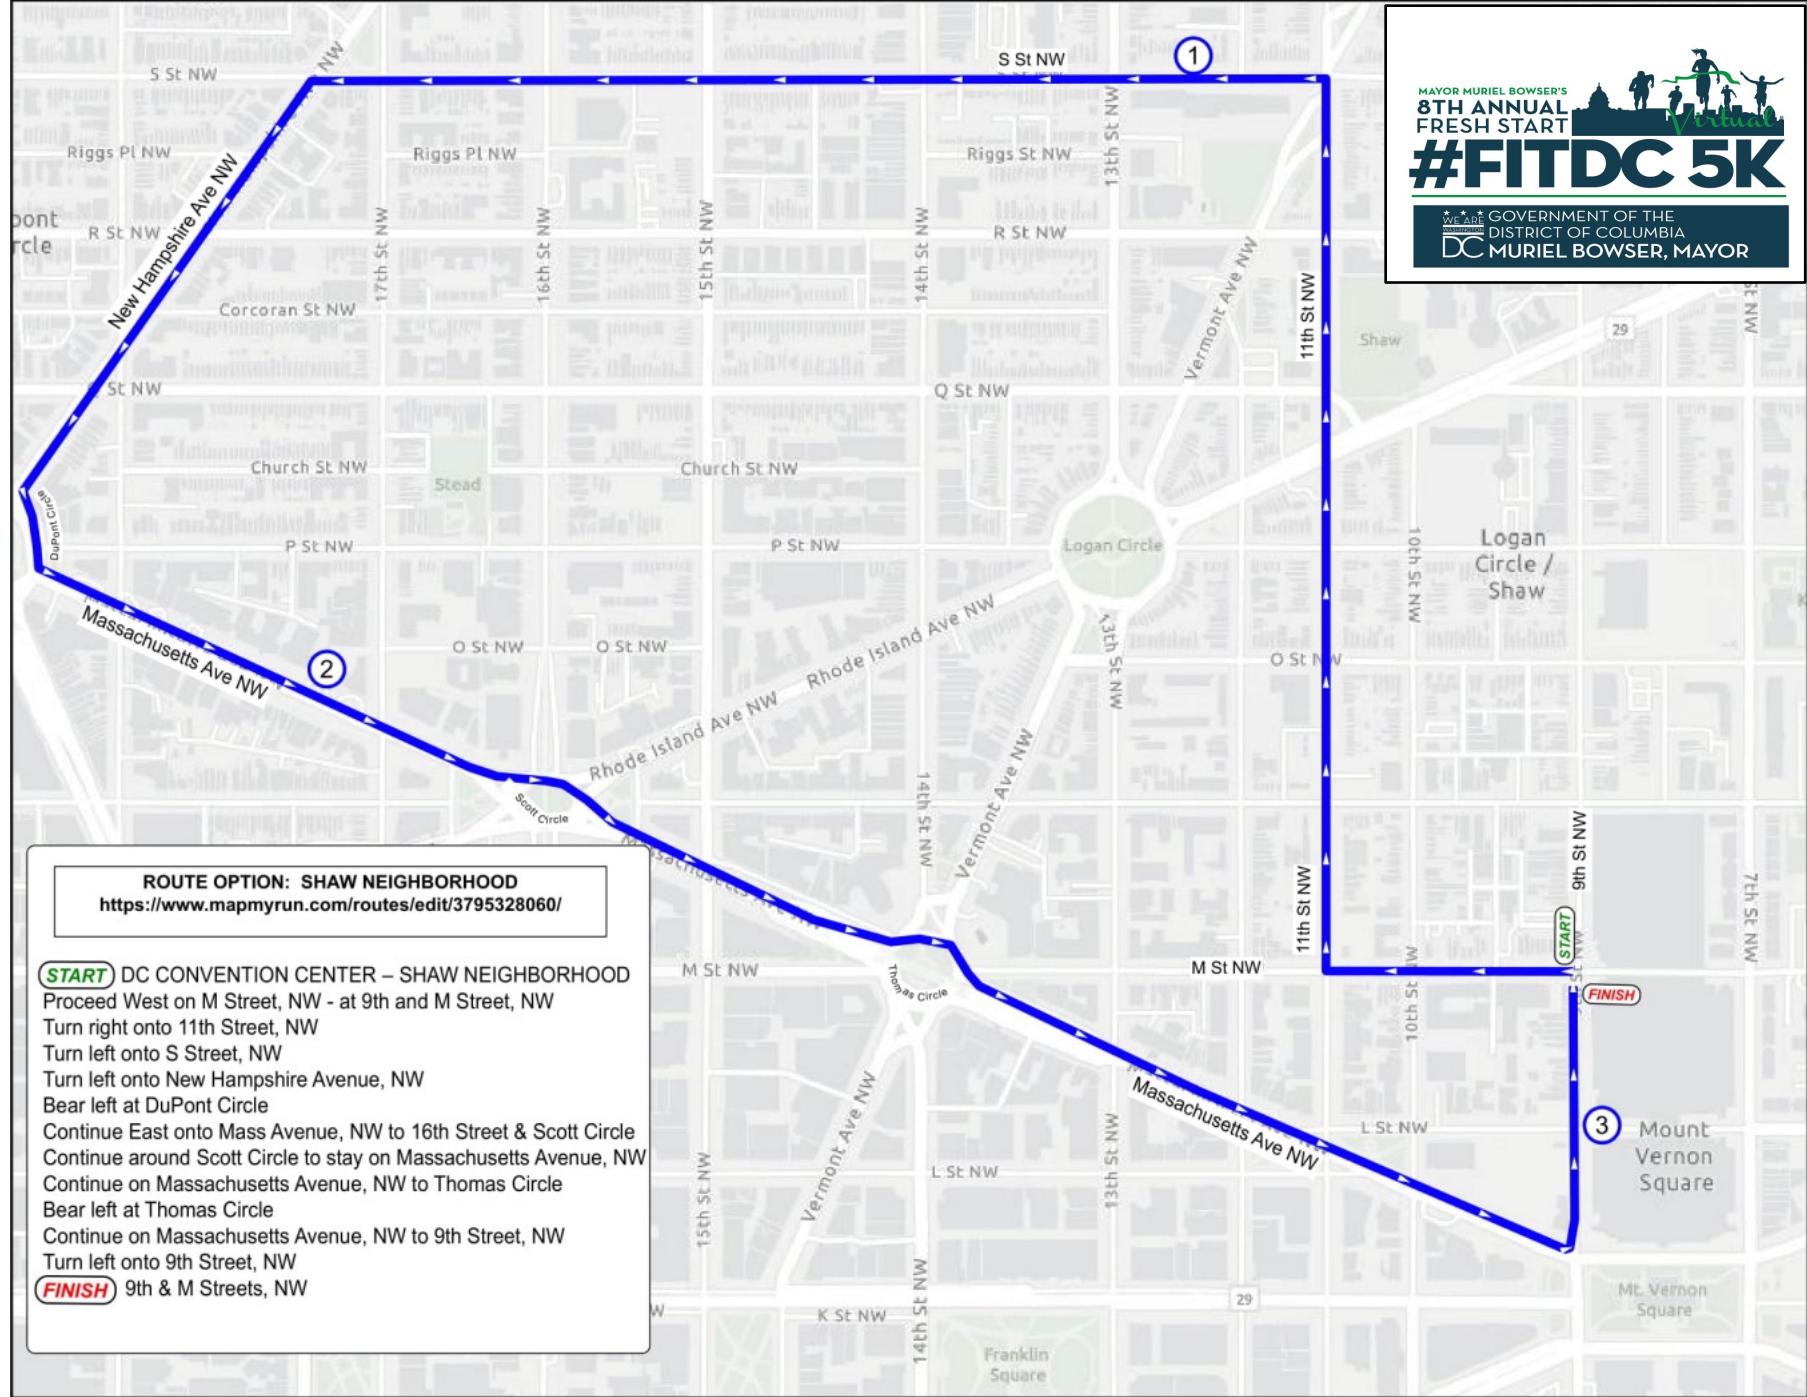 S St NW
1
S St NW
NW
MAYOR MURIEL BOWSER'S
8TH ANNUAL
FRESH START
Virtual
#FITDC 5K
WE ARE
WASHINGTON
DC
GOVERNMENT OF THE
DISTRICT OF COLUMBIA
MURIEL BOWSER, MAYOR
Riggs Pl NW
Riggs Pl NW
Riggs St NW
13th St NW
New Hampshire Ave NW
R St NW
17th St NW
16th St NW
15th St NW
14th St NW
R St NW
Vermont Ave NW
11th St NW
Corcoran St NW
29
St NW
Shaw
St NW
Q St NW
Church St NW
Church St NW
Stead
DuPont Circle
P St NW
P St NW
Logan Circle
10th St NW
Logan
Circle /
Shaw
Massachusetts Ave NW
2
O St NW
O St NW
Rhode Island Ave NW
Rhode Island Ave NW
13th St NW
O St NW
Scott Circle
Massachusetts Ave NW
14th St NW
Vermont Ave NW
11th St NW
9th St NW
7th St NW
START
M St NW
Thomas Circle
M St NW
10th St NW
FINISH
ROUTE OPTION: SHAW NEIGHBORHOOD
https://www.mapmyrun.com/routes/edit/3795328060/
START DC CONVENTION CENTER – SHAW NEIGHBORHOOD
Proceed West on M Street, NW - at 9th and M Street, NW
Turn right onto 11th Street, NW
Turn left onto S Street, NW
Turn left onto New Hampshire Avenue, NW
Bear left at DuPont Circle
Continue East onto Mass Avenue, NW to 16th Street & Scott Circle
Continue around Scott Circle to stay on Massachusetts Avenue, NW
Continue on Massachusetts Avenue, NW to Thomas Circle
Bear left at Thomas Circle
Continue on Massachusetts Avenue, NW to 9th Street, NW
Turn left onto 9th Street, NW
FINISH 9th & M Streets, NW
Vermont Ave NW
Massachusetts Ave NW
L St NW
3
Mount
Vernon
Square
15th St NW
L St NW
13th St NW
14th St NW
K St NW
29
Mt. Vernon
Square
Franklin
Square